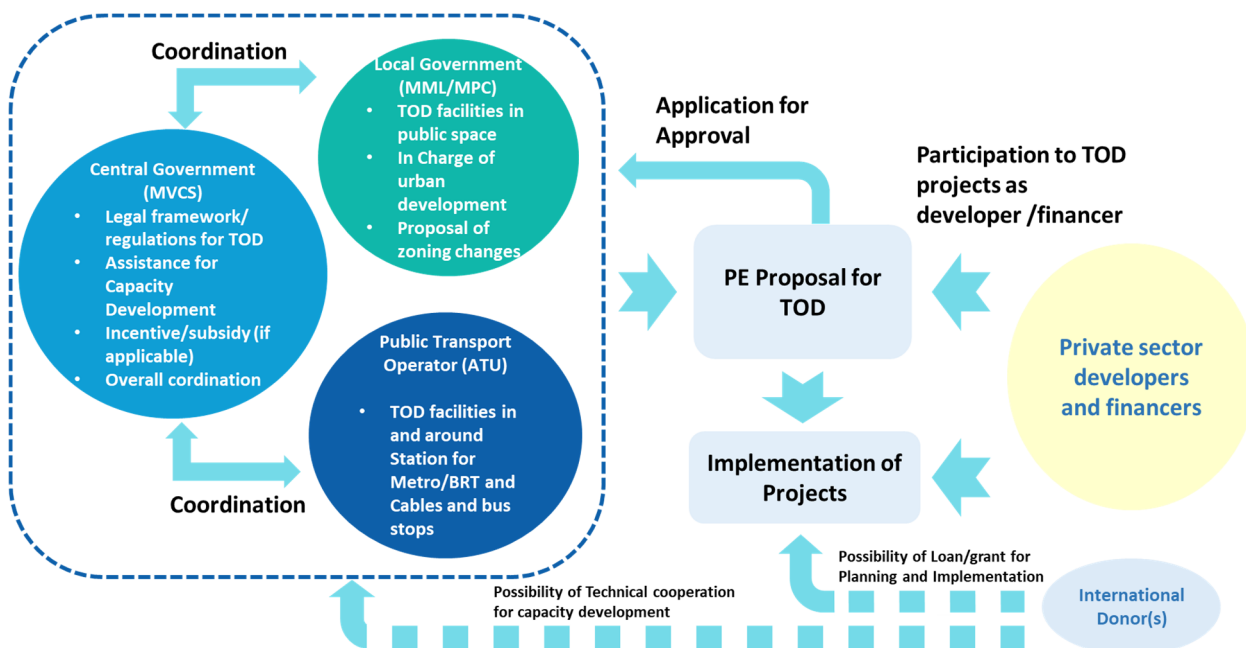 Coordination
Local Government
(MML/MPC)
• TOD facilities in
public space
• In Charge of
urban
development
• Proposal of
zoning changes
Central Government
(MVCS)
• Legal framework/
regulations for TOD
• Assistance for
Capacity
Development
• Incentive/subsidy (if
applicable)
• Overall cordination
Public Transport
Operator (ATU)
• TOD facilities in
and around
Station for
Metro/BRT and
Cables and bus
stops
Coordination
Application for
Approval
Participation to TOD
projects as
developer /financer
PE Proposal for
TOD
Private sector
developers
and financers
Implementation of
Projects
Possibility of Loan/grant for
Planning and Implementation
Possibility of Technical cooperation
for capacity development
International
Donor(s)